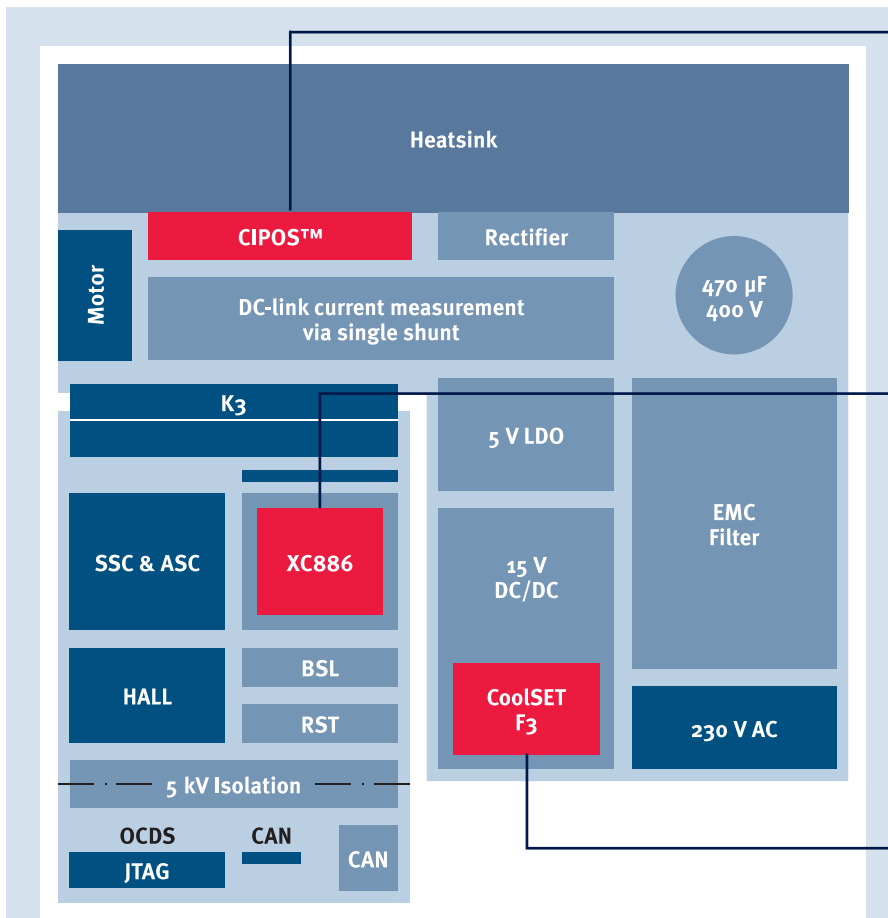 Heatsink
CIPOS™
Rectifier
Motor
DC-link current measurement
via single shunt
470 µF
400 V
K3
5 V LDO
EMC
Filter
SSC & ASC
XC886
15 V
DC/DC
HALL
BSL
RST
CoolSET
F3
230 V AC
5 kV Isolation
OCDS
CAN
JTAG
CAN